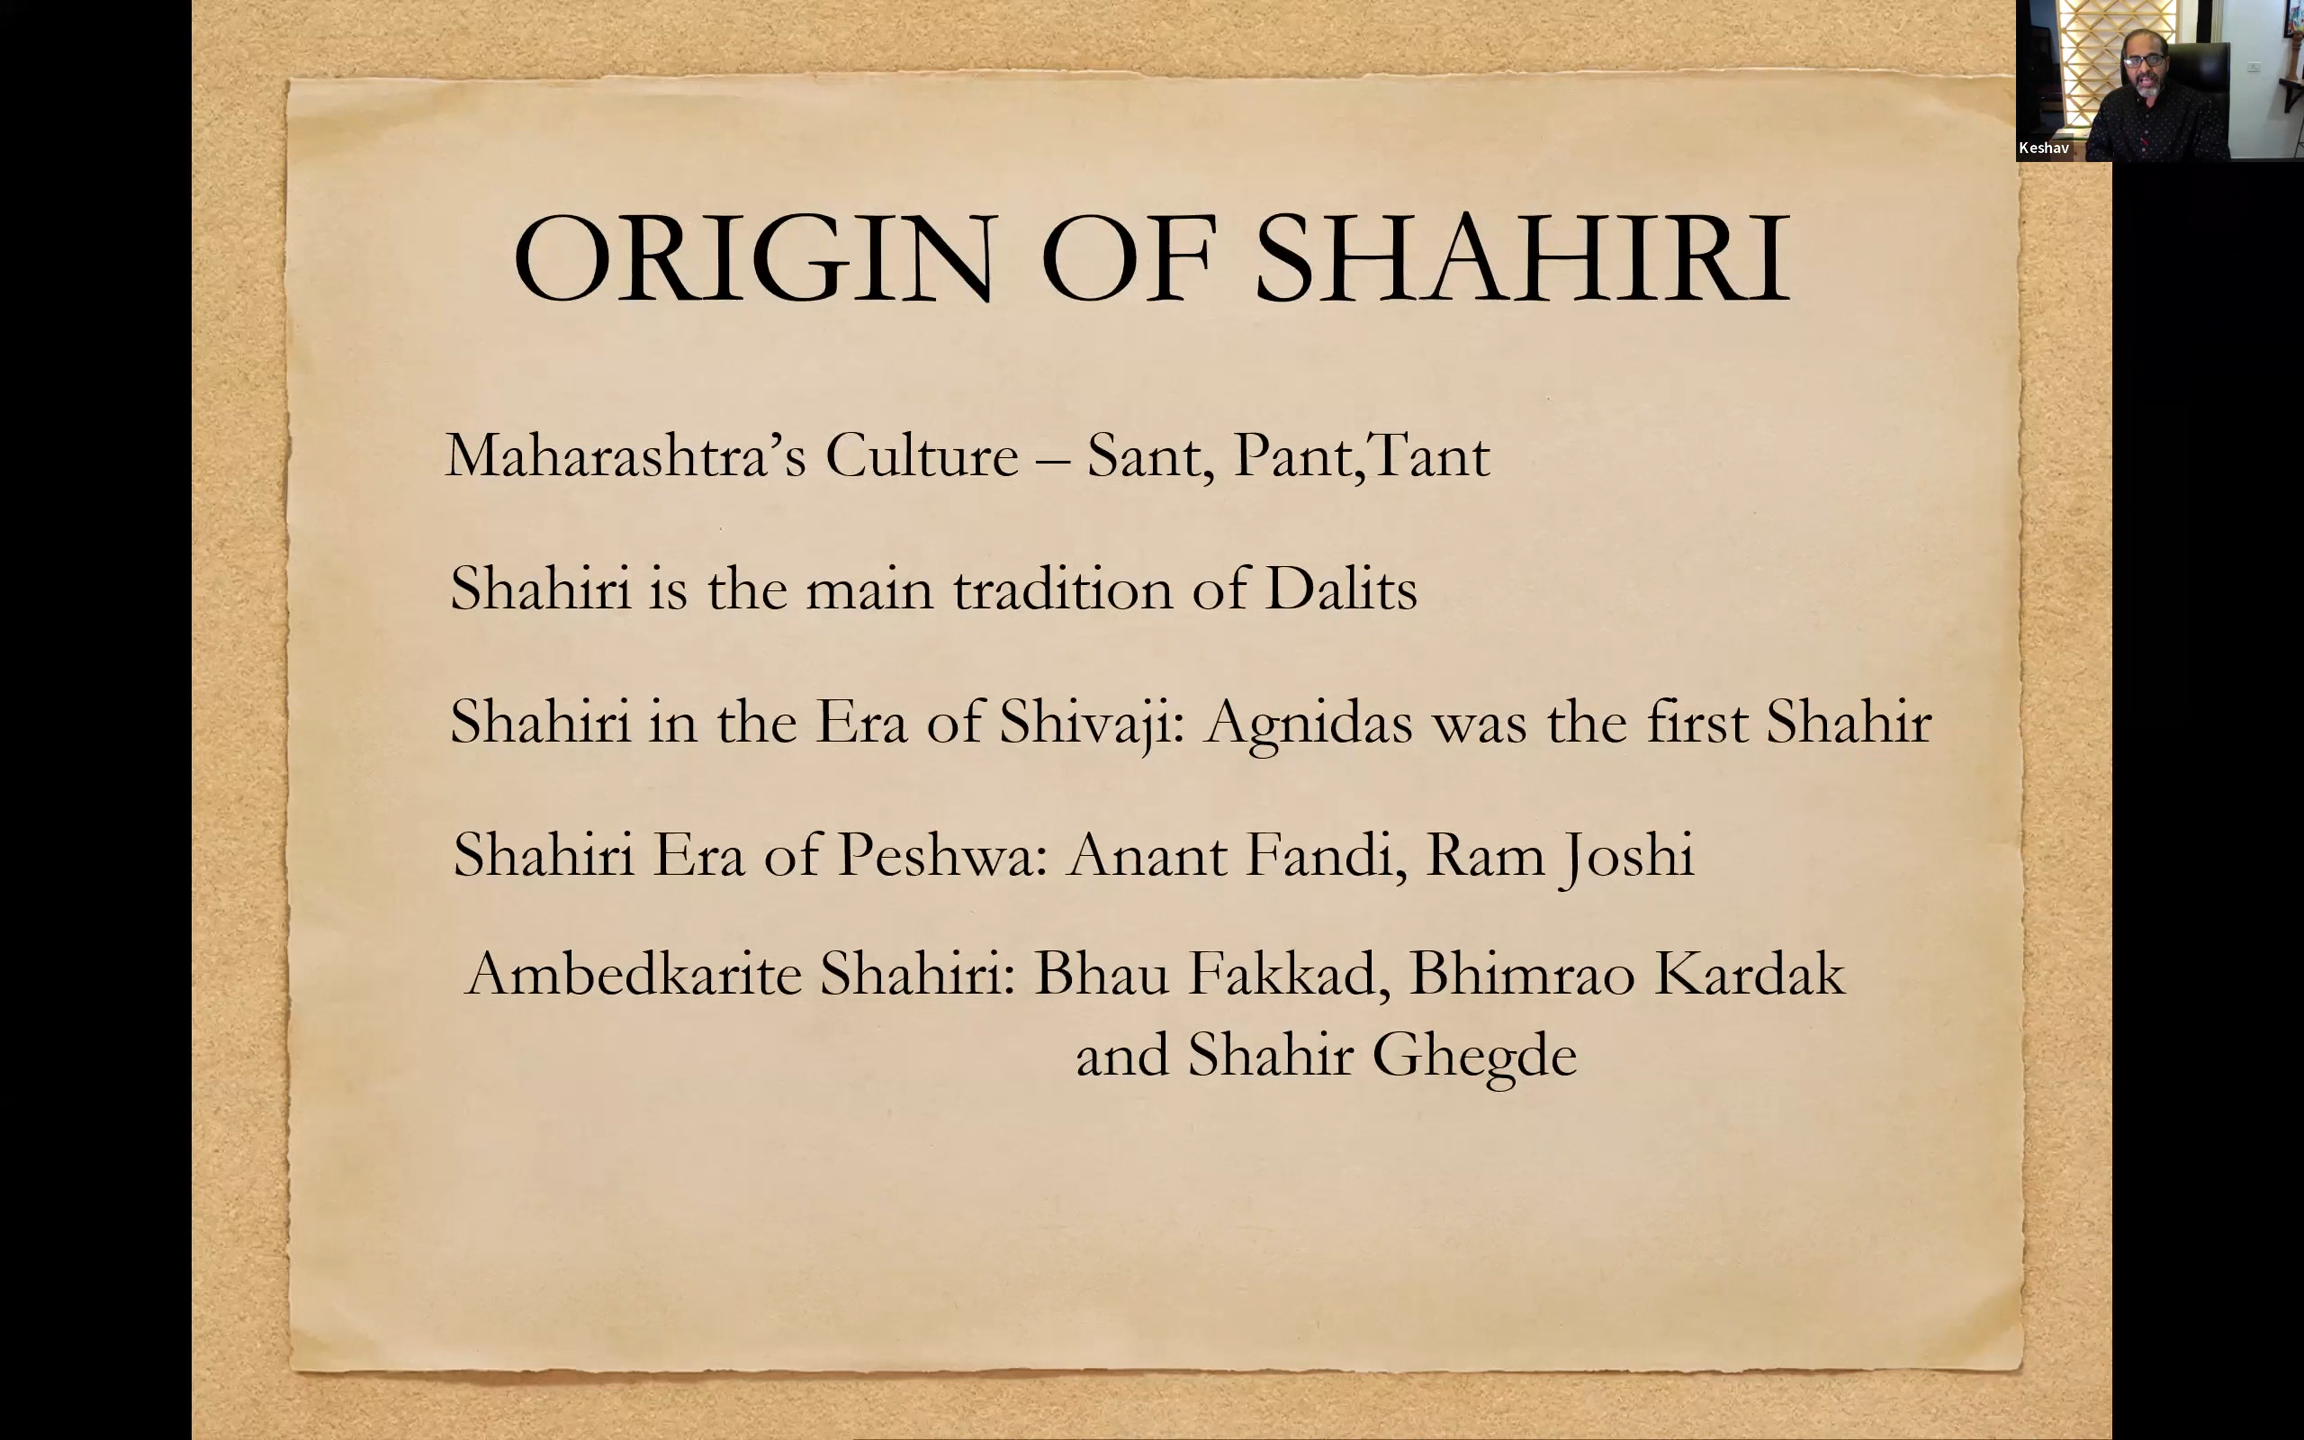 Keshav
ORIGIN OF SHAHIRI
Maharashtra’s Culture – Sant, Pant,Tant
Shahiri is the main tradition of Dalits
Shahiri in the Era of Shivaji: Agnidas was the first Shahir
Shahiri Era of Peshwa: Anant Fandi, Ram Joshi
Ambedkarite Shahiri: Bhau Fakkad, Bhimrao Kardak
and Shahir Ghegde